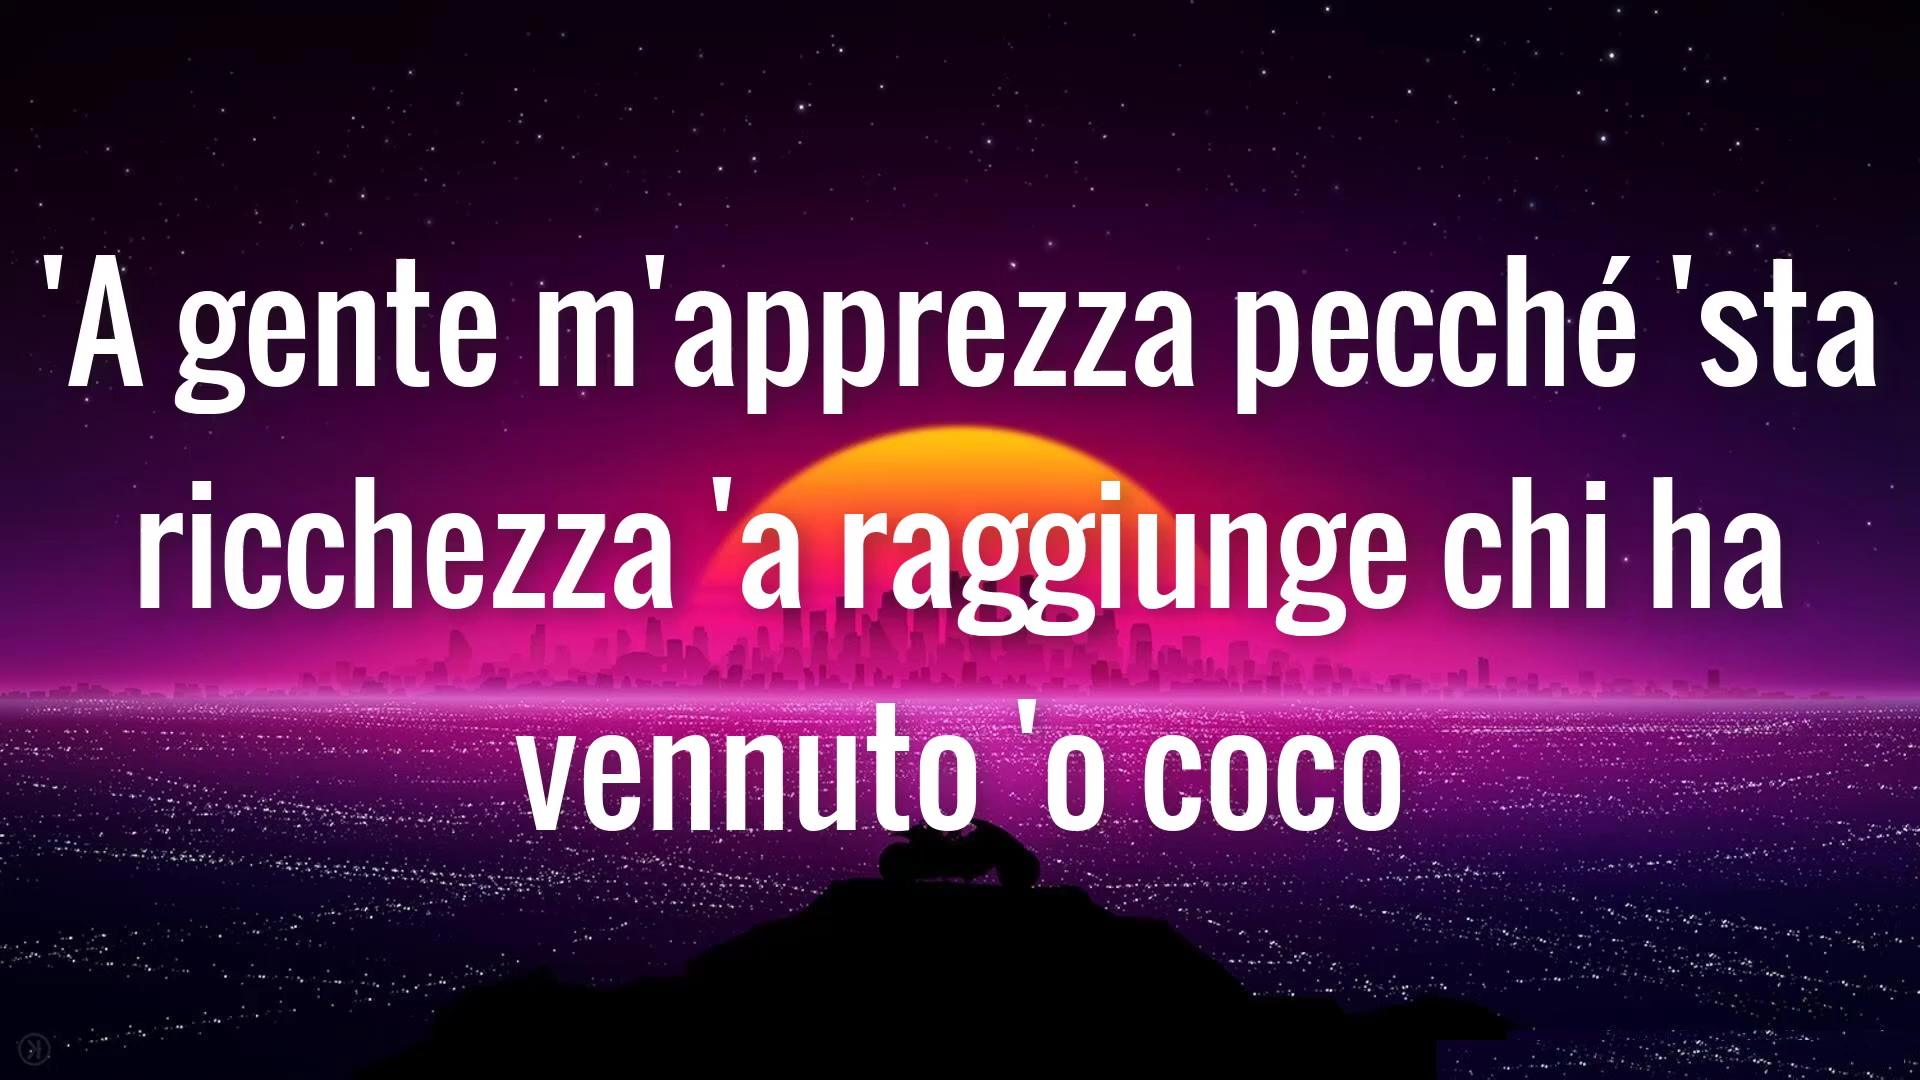 'A gente m'apprezza pecché 'sta
ricchezza 'a raggiunge chi ha
vennuto 'o coco